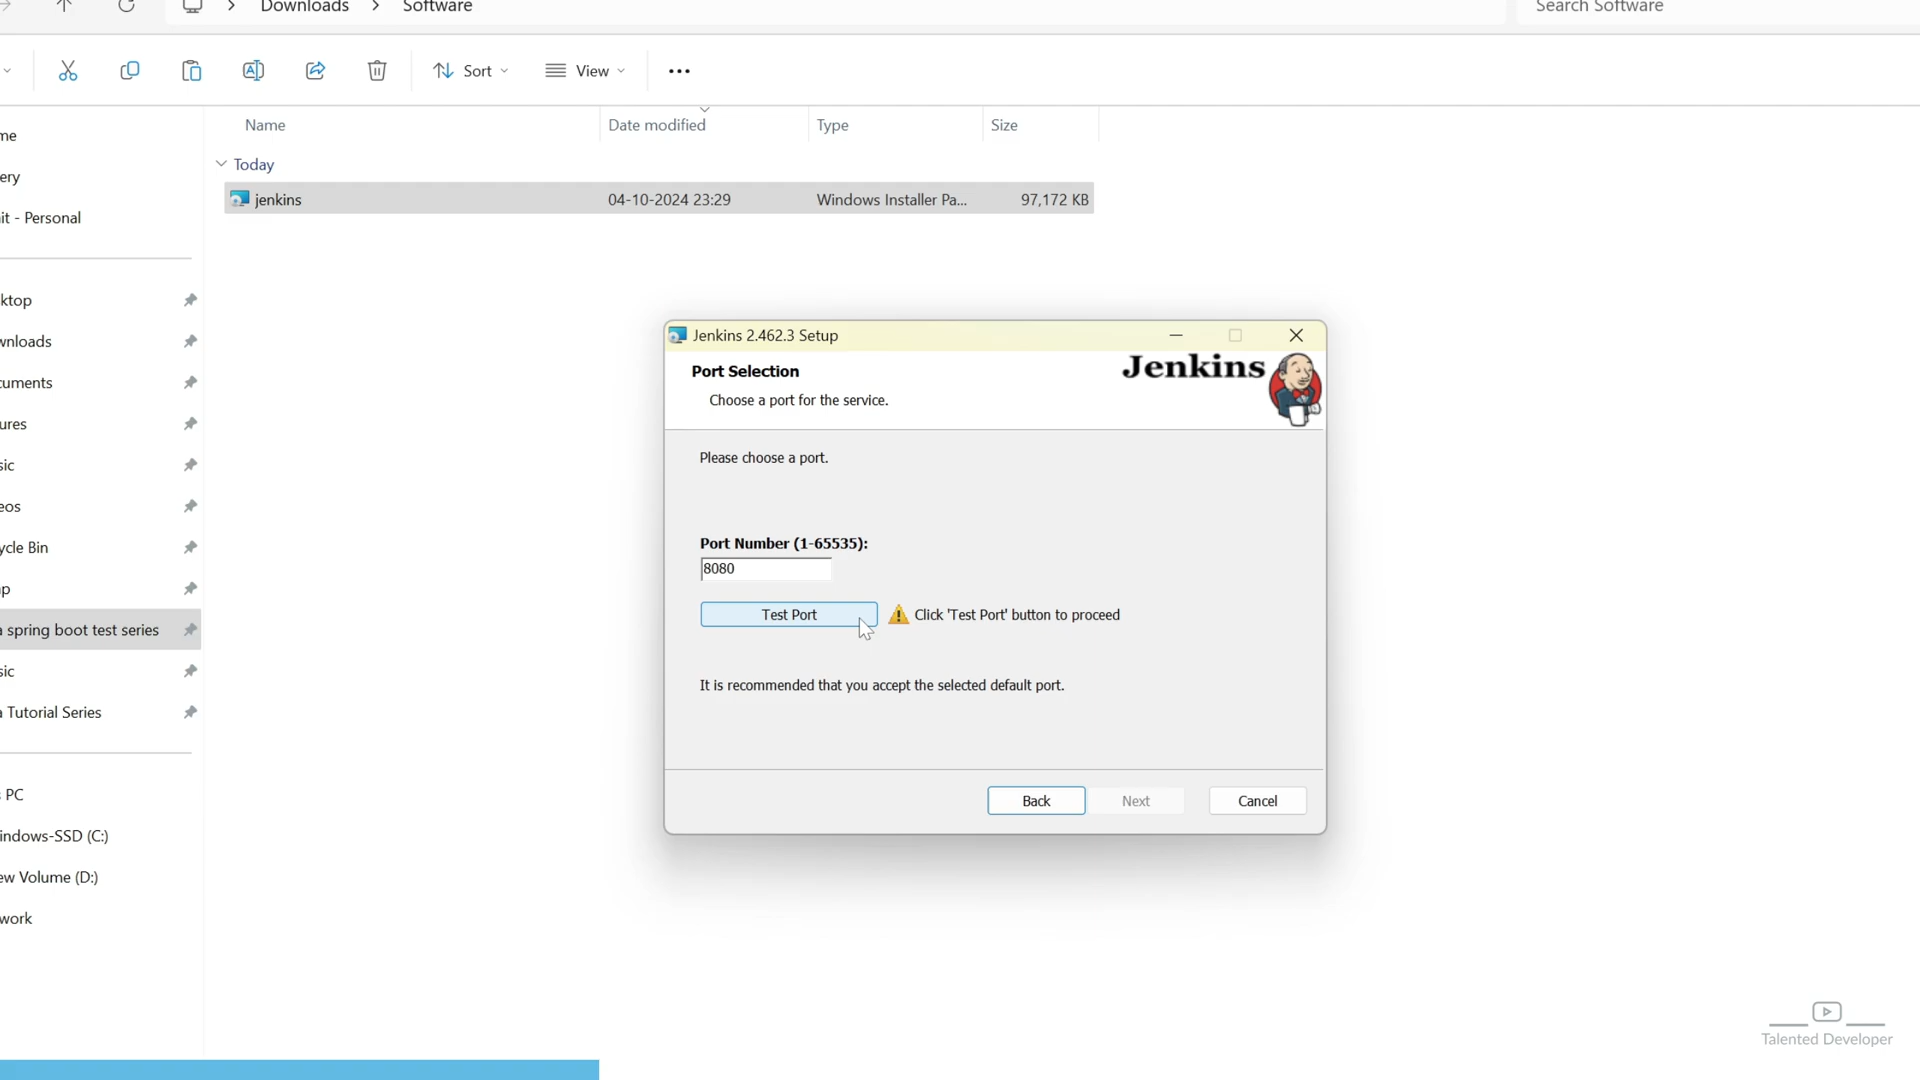 Downloads > Software
Search Software
Sort
View
Name
Date modified
Type
Size
Today
jenkins
04-10-2024 23:29
Windows Installer Pa...
97,172 KB
me
ery
it - Personal
ktop
wnloads
cuments
ures
sic
eos
ycle Bin
p
a spring boot test series
sic
a Tutorial Series
s PC
indows-SSD (C:)
ew Volume (D:)
work
Jenkins 2.462.3 Setup
Port Selection
Choose a port for the service.
Jenkins
Please choose a port.
Port Number (1-65535):
8080
Test Port
Click 'Test Port' button to proceed
It is recommended that you accept the selected default port.
Back
Next
Cancel
Talented Developer